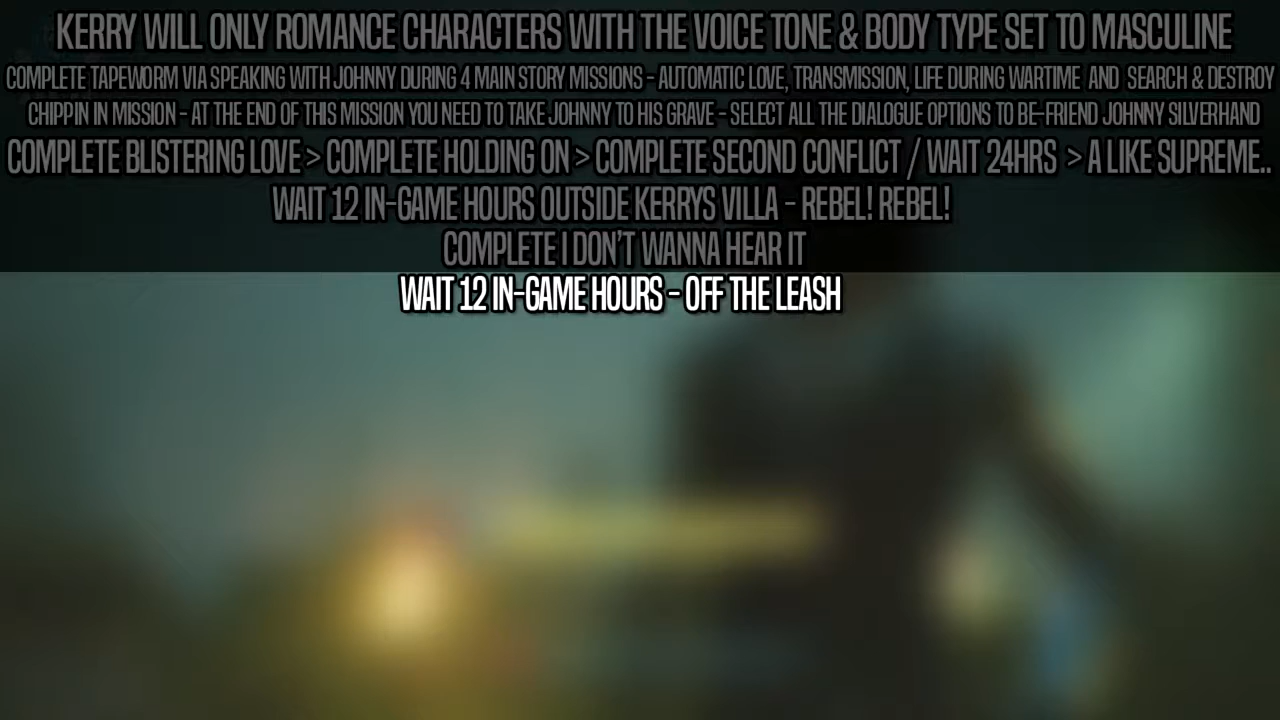 KERRY WILL ONLY ROMANCE CHARACTERS WITH THE VOICE TONE & BODY TYPE SET TO MASCULINE
COMPLETE TAPEWORM VIA SPEAKING WITH JOHNNY DURING 4 MAIN STORY MISSIONS - AUTOMATIC LOVE, TRANSMISSION, LIFE DURING WARTIME AND SEARCH & DESTROY
CHIPPIN IN MISSION - AT THE END OF THIS MISSION YOU NEED TO TAKE JOHNNY TO HIS GRAVE - SELECT ALL THE DIALOGUE OPTIONS TO BE-FRIEND JOHNNY SILVERHAND
COMPLETE BLISTERING LOVE > COMPLETE HOLDING ON > COMPLETE SECOND CONFLICT / WAIT 24HRS > A LIKE SUPREME..
WAIT 12 IN-GAME HOURS OUTSIDE KERRYS VILLA - REBEL! REBEL!
COMPLETE I DON'T WANNA HEAR IT
WAIT 12 IN-GAME HOURS - OFF THE LEASH